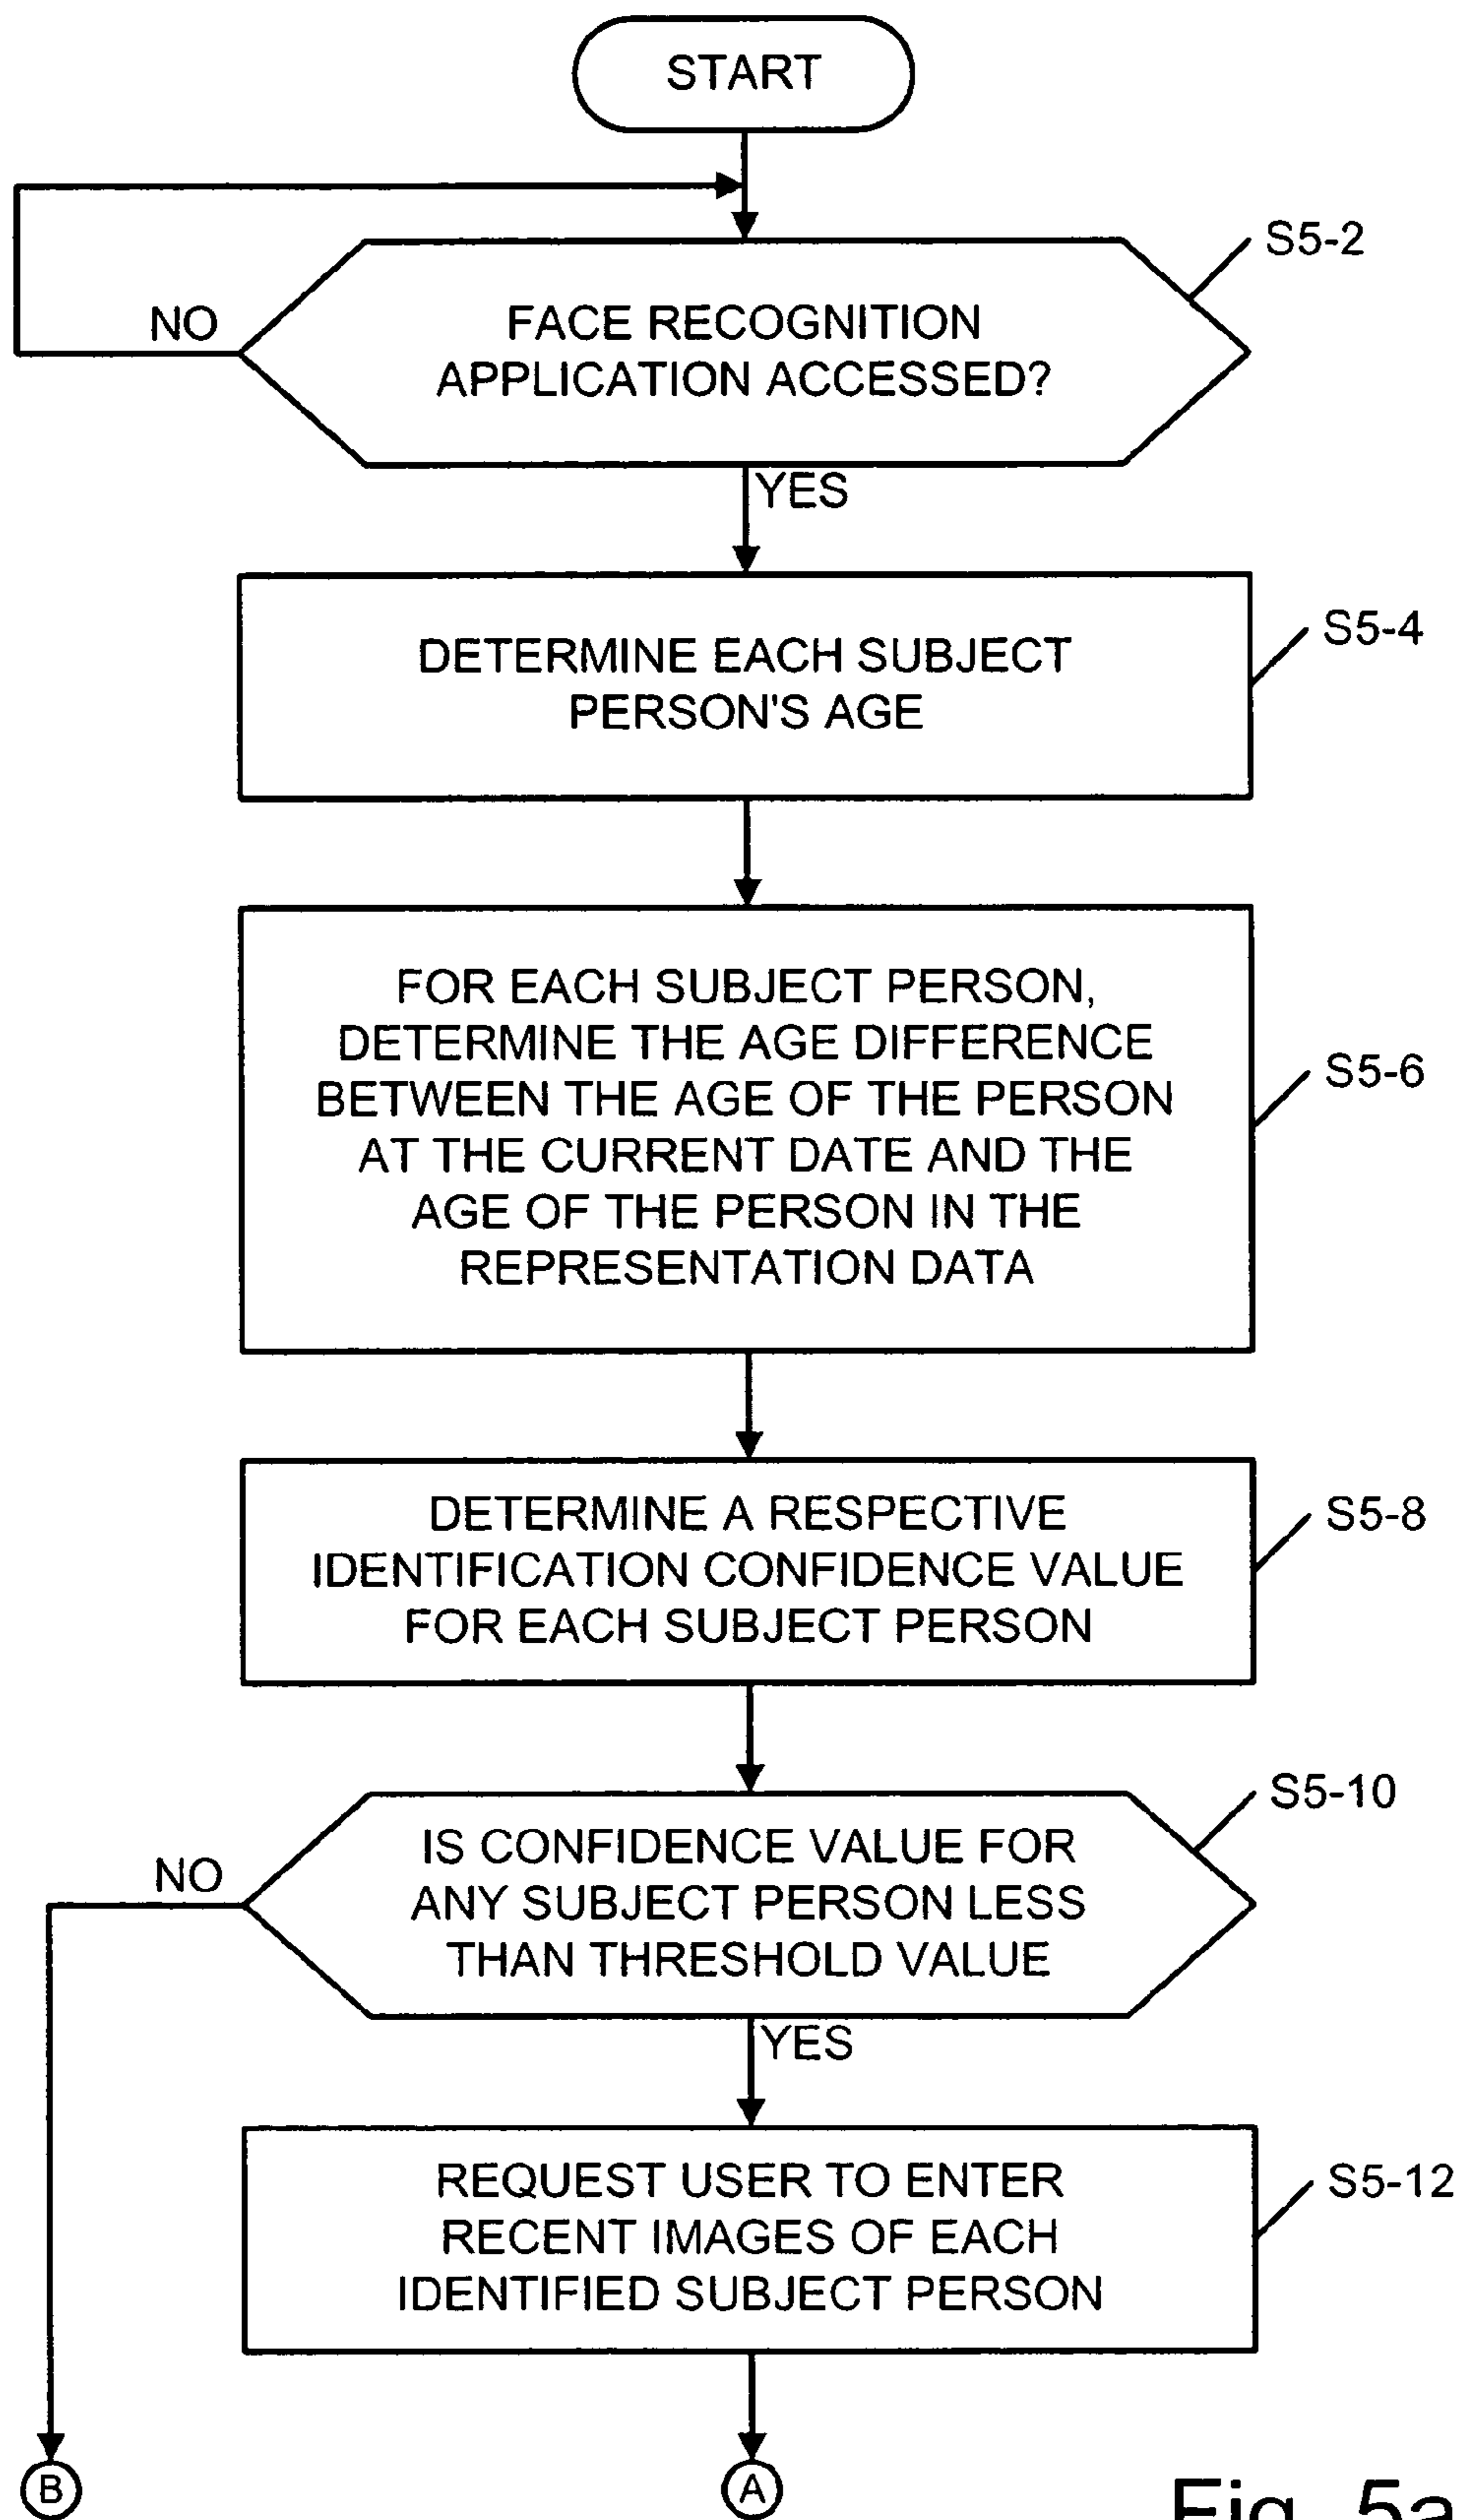 START
S5-2
NO
FACE RECOGNITION
APPLICATION ACCESSED?
YES
S5-4
DETERMINE EACH SUBJECT
PERSON'S AGE
FOR EACH SUBJECT PERSON,
DETERMINE THE AGE DIFFERENCE
BETWEEN THE AGE OF THE PERSON
AT THE CURRENT DATE AND THE
AGE OF THE PERSON IN THE
REPRESENTATION DATA
S5-6
DETERMINE A RESPECTIVE
IDENTIFICATION CONFIDENCE VALUE
FOR EACH SUBJECT PERSON
S5-8
S5-10
NO
IS CONFIDENCE VALUE FOR
ANY SUBJECT PERSON LESS
THAN THRESHOLD VALUE
YES
REQUEST USER TO ENTER
RECENT IMAGES OF EACH
IDENTIFIED SUBJECT PERSON
S5-12
B
A
Fig. 5a